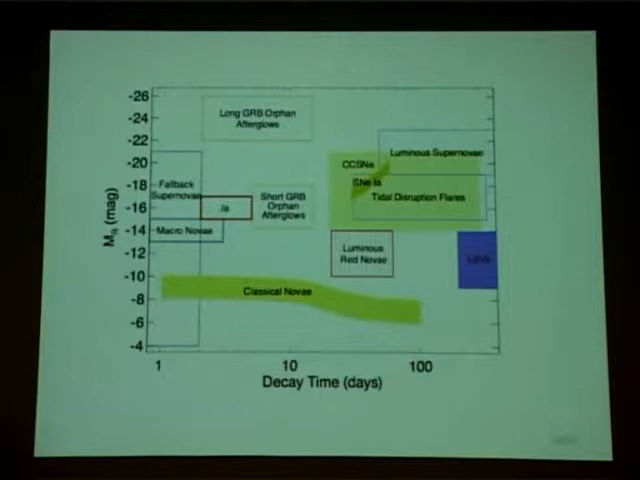 -26
-24
-22
-20
-18
-16
-14
-12
-10
-8
-6
-4
M_R (mag)
Long GRB Orphan
Afterglows
Luminous Supernovae
CCSNe
SNe Ia
Tidal Disruption Flares
Fallback
Supernovae
.Ia
Short GRB
Orphan
Afterglows
Macro Novae
Luminous
Red Novae
Classical Novae
1
10
100
Decay Time (days)